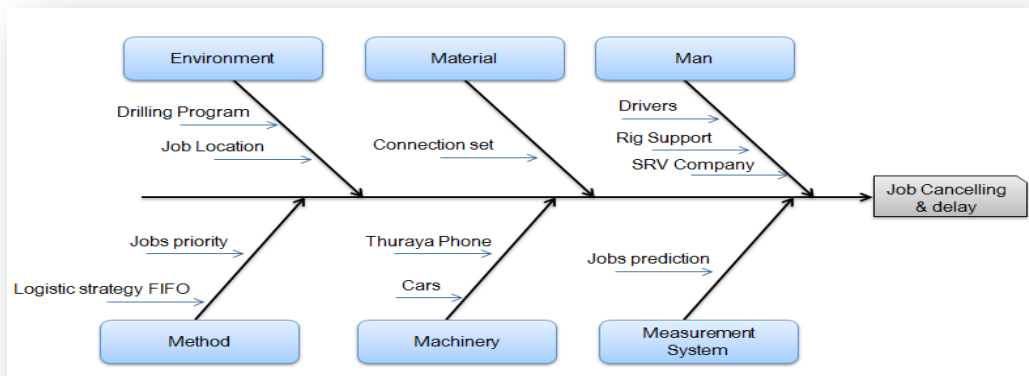 Environment
Material
Man
Drilling Program
Job Location
Connection set
Drivers
Rig Support
SRV Company
Job Cancelling
& delay
Jobs priority
Logistic strategy FIFO
Thuraya Phone
Cars
Jobs prediction
Method
Machinery
Measurement
System